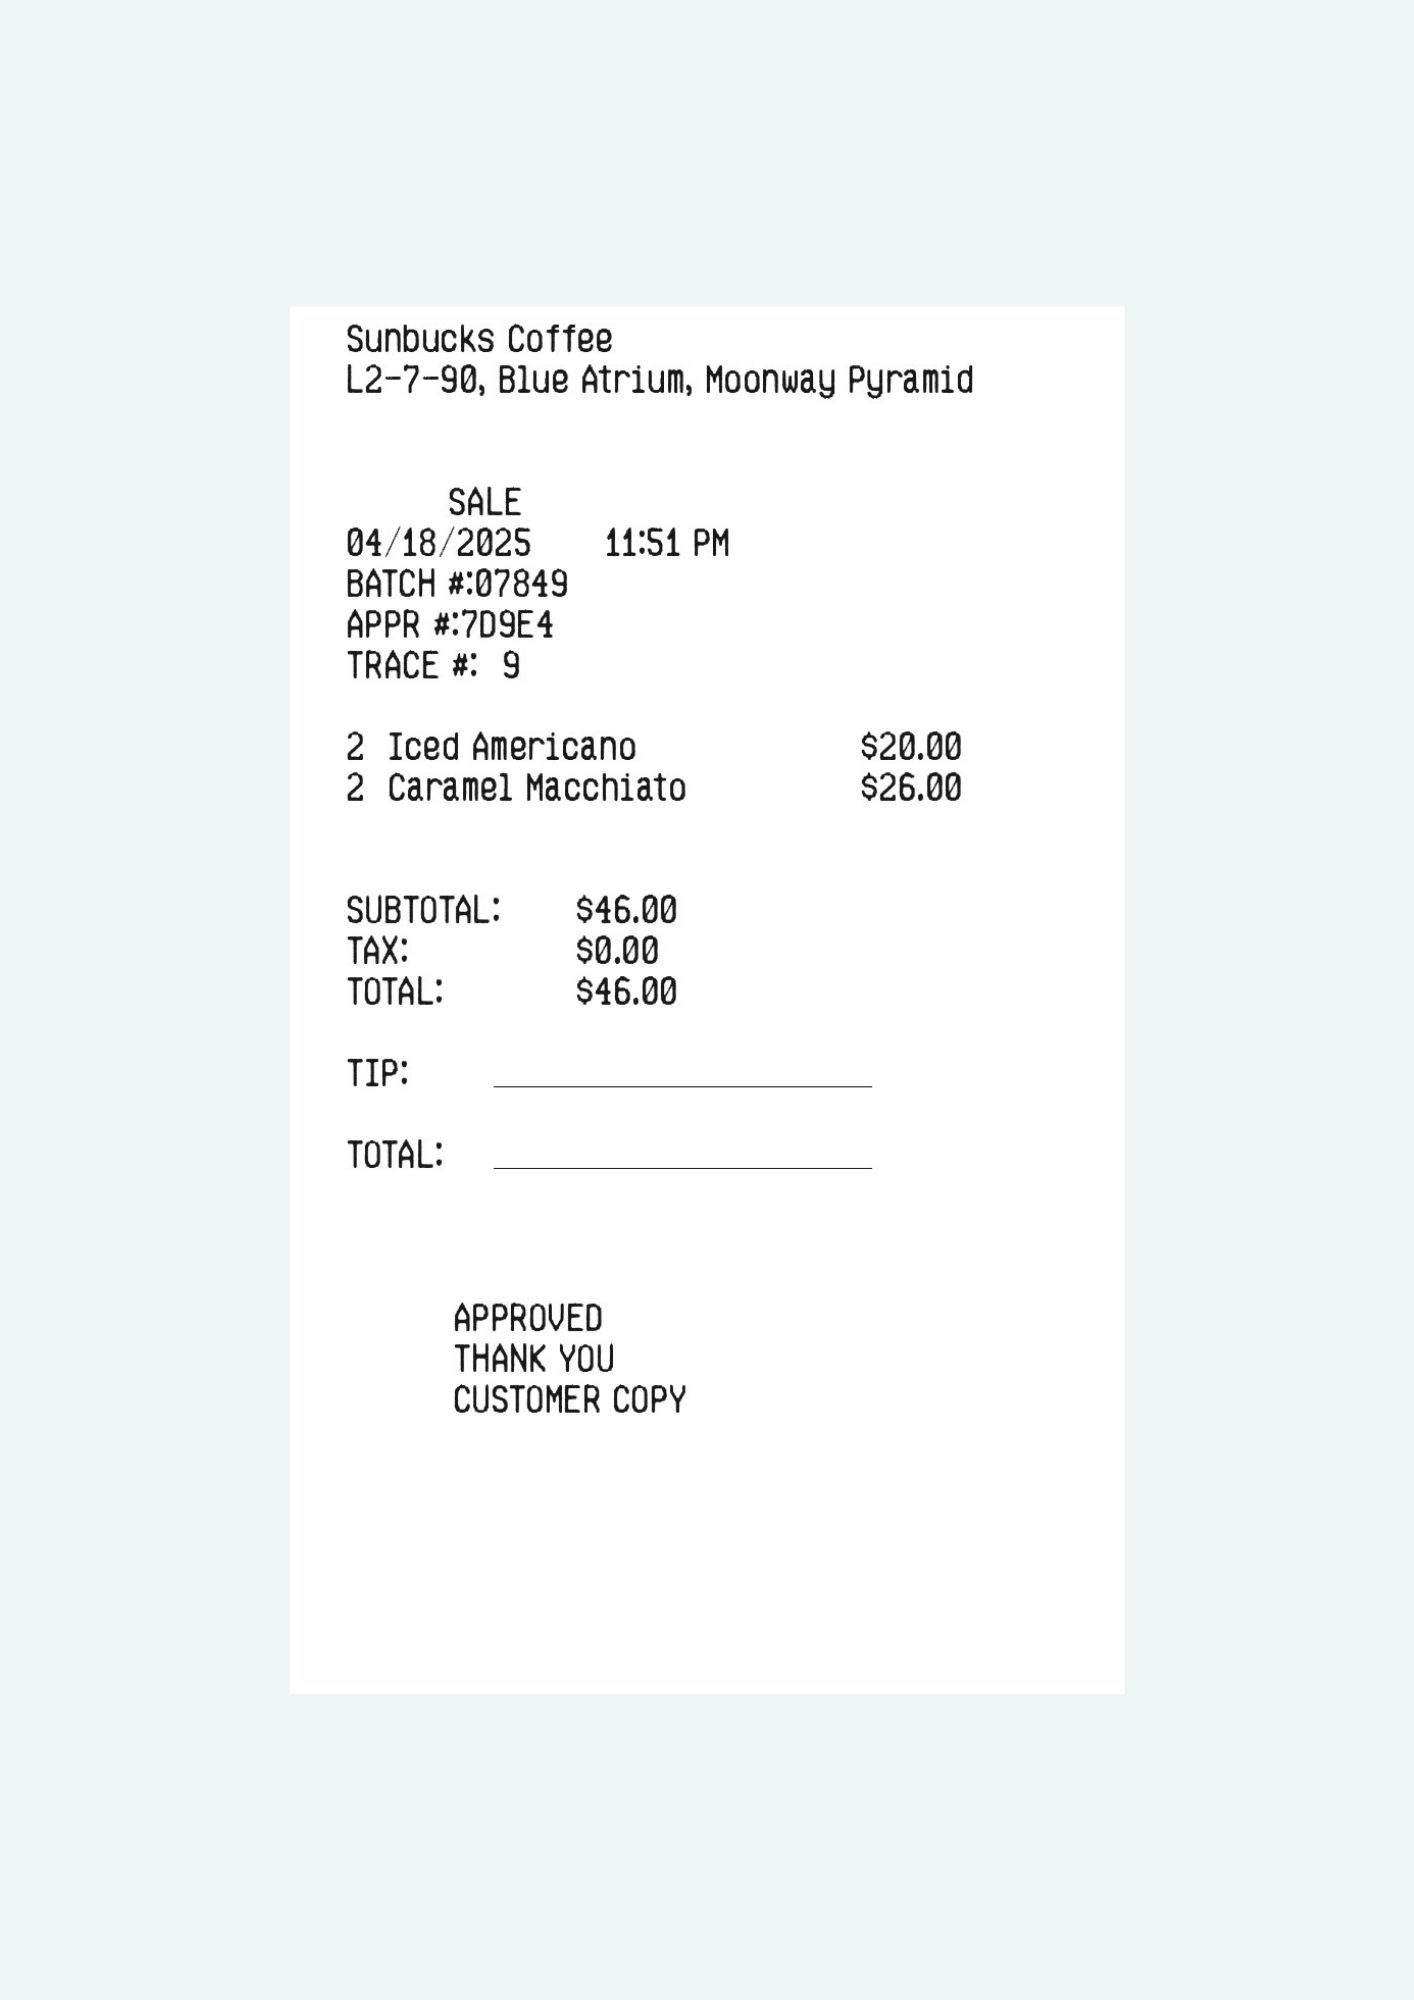 Sunbucks Coffee
L2-7-90, Blue Atrium, Moonway Pyramid
SALE
04/18/2025 11:51 PM
BATCH #:07849
APPR #:7D9E4
TRACE #: 9
2 Iced Americano $20.00
2 Caramel Macchiato $26.00
SUBTOTAL: $46.00
TAX: $0.00
TOTAL: $46.00
TIP:
TOTAL:
APPROVED
THANK YOU
CUSTOMER COPY